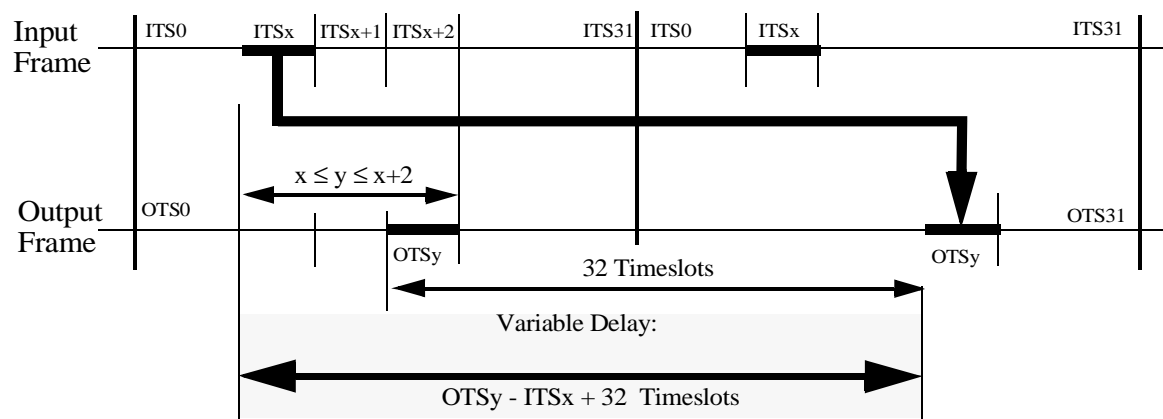 Input
Frame
ITS0 ITSx ITSx+1 ITSx+2 ITS31 ITS0 ITSx ITS31
x ≤ y ≤ x+2
Output
Frame
OTS0 OTS31
OTSy OTSy
32 Timeslots
Variable Delay:
OTSy - ITSx + 32 Timeslots